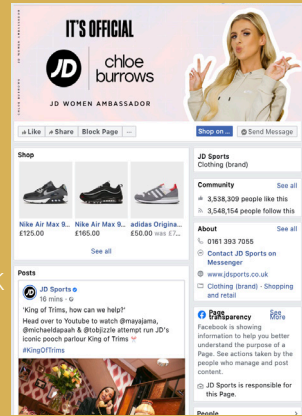 IT'S OFFICIAL
JD
chloe
burrows
JD WOMEN AMBASSADOR
Like
Share
Block Page
...
Shop on ...
Send Message
Shop
Nike Air Max 9...
£125.00
Nike Air Max 9...
£165.00
adidas Origina...
£50.00 was £7...
See all
Posts
JD Sports
16 mins ·
'King of Trims, how can we help?'
Head over to Youtube to watch @mayajama,
@michaeldapaah & @tobjizzle attempt run JD's
iconic pooch parlour King of Trims
#KingOfTrims
JD Sports
Clothing (brand)
Community
See all
3,538,309 people like this
3,548,154 people follow this
About
See all
0161 393 7055
Contact JD Sports on
Messenger
www.jdsports.co.uk
Clothing (brand) · Shopping
and retail
Page
transparency
See
More
Facebook is showing
information to help you better
understand the purpose of a
Page. See actions taken by the
people who manage and post
content.
JD Sports is responsible for
this Page.
People